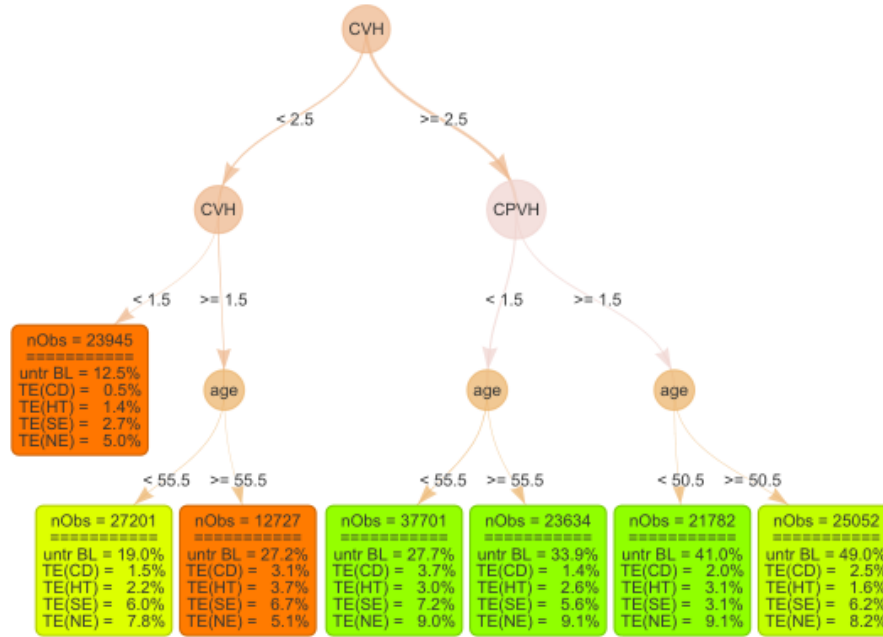 CVH
< 2.5
>= 2.5
CVH
CPVH
< 1.5
>= 1.5
< 1.5
>= 1.5
nObs = 23945
===========
untr BL = 12.5%
TE(CD) = 0.5%
TE(HT) = 1.4%
TE(SE) = 2.7%
TE(NE) = 5.0%
age
age
age
< 55.5
>= 55.5
< 55.5
>= 55.5
< 50.5
>= 50.5
nObs = 27201
===========
untr BL = 19.0%
TE(CD) = 1.5%
TE(HT) = 2.2%
TE(SE) = 6.0%
TE(NE) = 7.8%
nObs = 12727
===========
untr BL = 27.2%
TE(CD) = 3.1%
TE(HT) = 3.7%
TE(SE) = 6.7%
TE(NE) = 5.1%
nObs = 37701
===========
untr BL = 27.7%
TE(CD) = 3.7%
TE(HT) = 3.0%
TE(SE) = 7.2%
TE(NE) = 9.0%
nObs = 23634
===========
untr BL = 33.9%
TE(CD) = 1.4%
TE(HT) = 2.6%
TE(SE) = 5.6%
TE(NE) = 9.1%
nObs = 21782
===========
untr BL = 41.0%
TE(CD) = 2.0%
TE(HT) = 3.1%
TE(SE) = 3.1%
TE(NE) = 9.1%
nObs = 25052
===========
untr BL = 49.0%
TE(CD) = 2.5%
TE(HT) = 1.6%
TE(SE) = 6.2%
TE(NE) = 8.2%